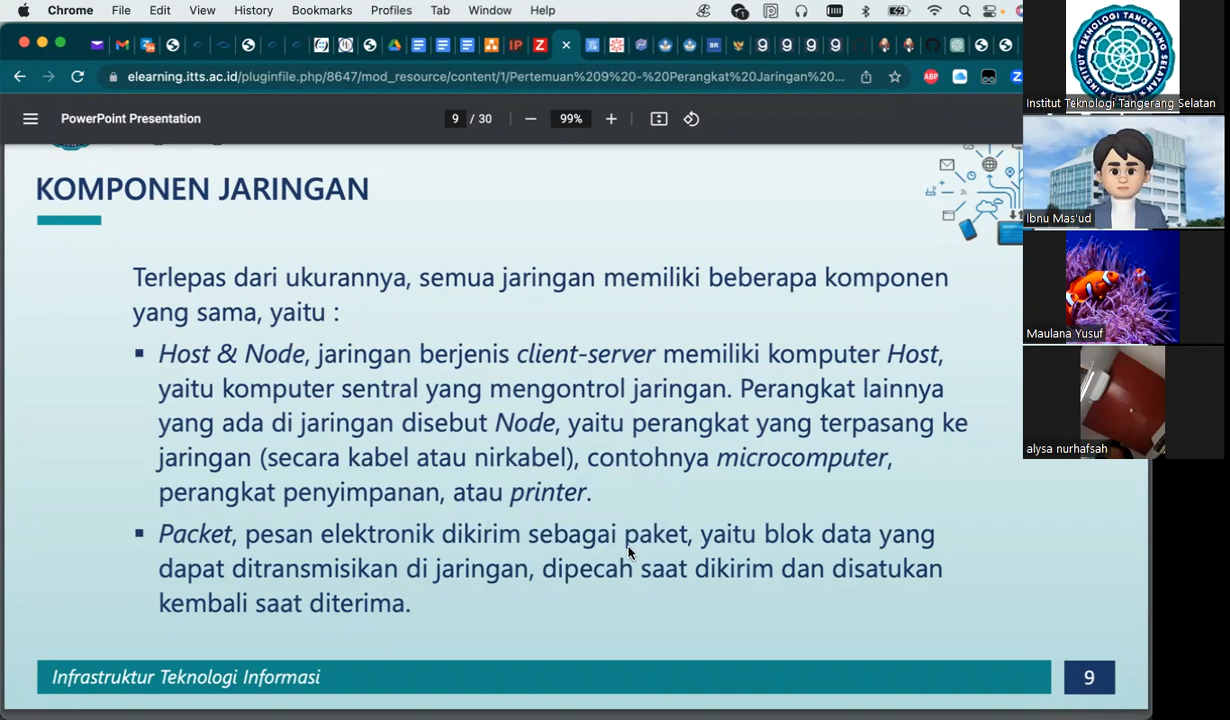 Chrome File Edit View History Bookmarks Profiles Tab Window Help
elearning.itts.ac.id/pluginfile.php/8647/mod_resource/content/1/Pertemuan%209%20-%20Perangkat%20Jaringan%20...
PowerPoint Presentation 9 / 30 99%
KOMPONEN JARINGAN
Terlepas dari ukurannya, semua jaringan memiliki beberapa komponen
yang sama, yaitu :
▪ Host & Node, jaringan berjenis client-server memiliki komputer Host,
yaitu komputer sentral yang mengontrol jaringan. Perangkat lainnya
yang ada di jaringan disebut Node, yaitu perangkat yang terpasang ke
jaringan (secara kabel atau nirkabel), contohnya microcomputer,
perangkat penyimpanan, atau printer.
▪ Packet, pesan elektronik dikirim sebagai paket, yaitu blok data yang
dapat ditransmisikan di jaringan, dipecah saat dikirim dan disatukan
kembali saat diterima.
Infrastruktur Teknologi Informasi
9
INSTITUT TEKNOLOGI TANGERANG SELATAN
Institut Teknologi Tangerang Selatan
Ibnu Mas'ud
Maulana Yusuf
alysa nurhafsah